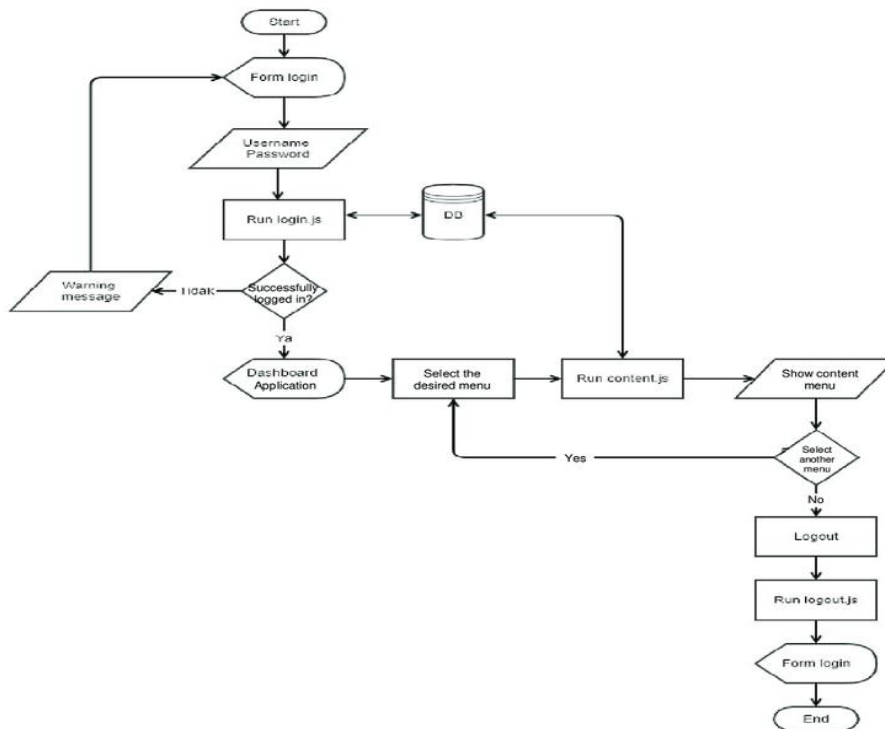 Start
Form login
Username
Password
Run login.js
DB
Successfully
logged in?
Tidak
Warning
message
Ya
Dashboard
Application
Select the
desired menu
Run content.js
Show content
menu
Select
another
menu
Yes
No
Logout
Run logout.js
Form login
End